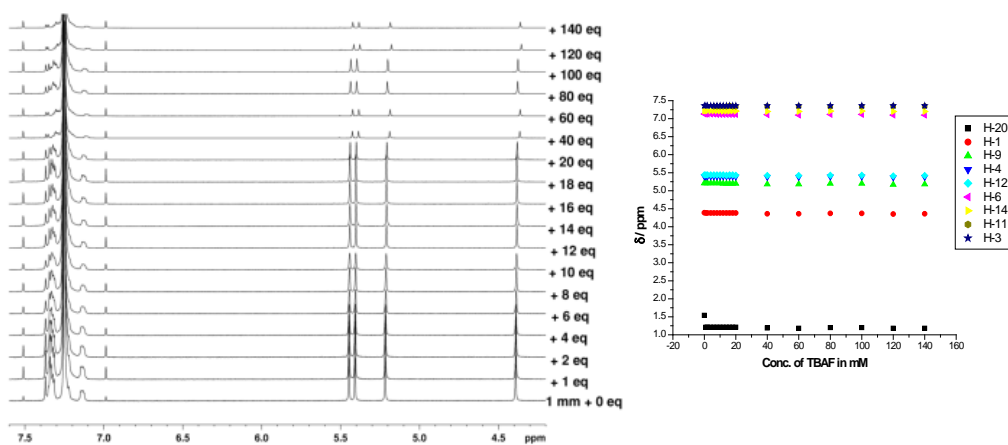 + 140 eq
+ 120 eq
+ 100 eq
+ 80 eq
+ 60 eq
+ 40 eq
+ 20 eq
+ 18 eq
+ 16 eq
+ 14 eq
+ 12 eq
+ 10 eq
+ 8 eq
+ 6 eq
+ 4 eq
+ 2 eq
+ 1 eq
1 mm + 0 eq
7.5 7.0 6.5 6.0 5.5 5.0 4.5 ppm
7.5
7.0
6.5
6.0
5.5
5.0
4.5
4.0
3.5
3.0
2.5
2.0
1.5
1.0
δ/ ppm
-20 0 20 40 60 80 100 120 140 160
Conc. of TBAF in mM
H-20
H-1
H-9
H-4
H-12
H-6
H-14
H-11
H-3